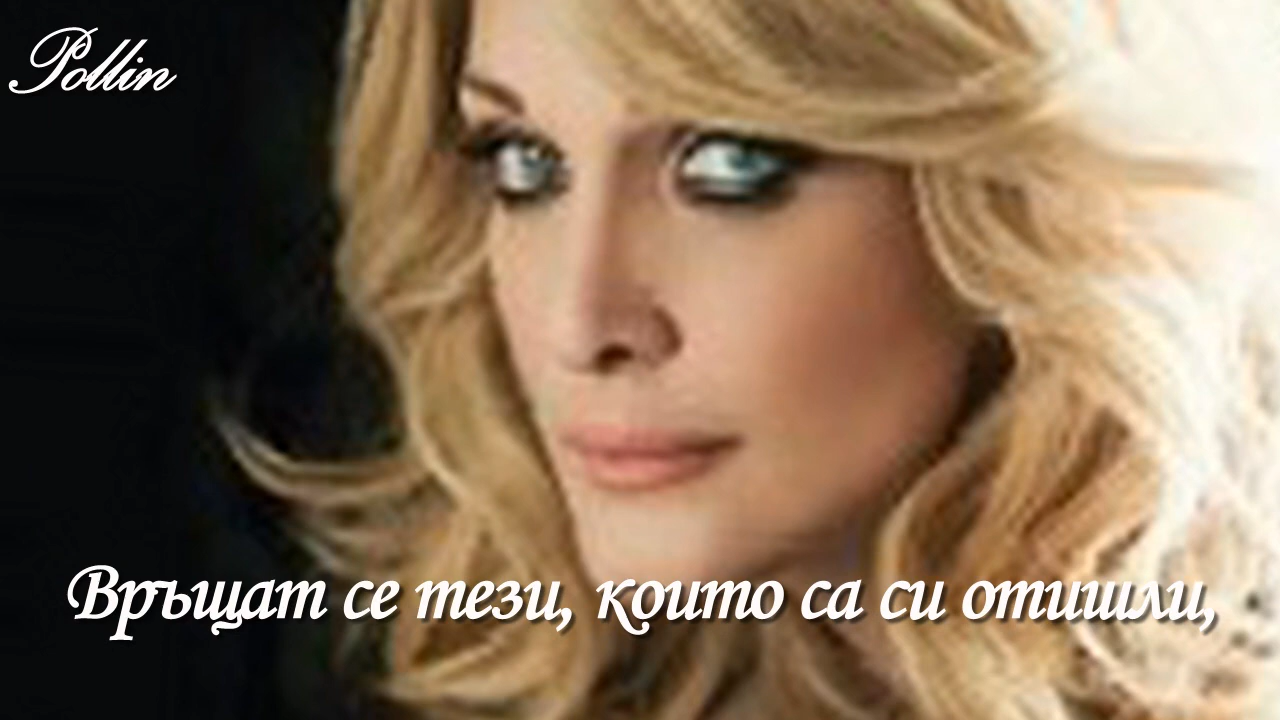 Pollin
Връщат се тези, които са си отишли,